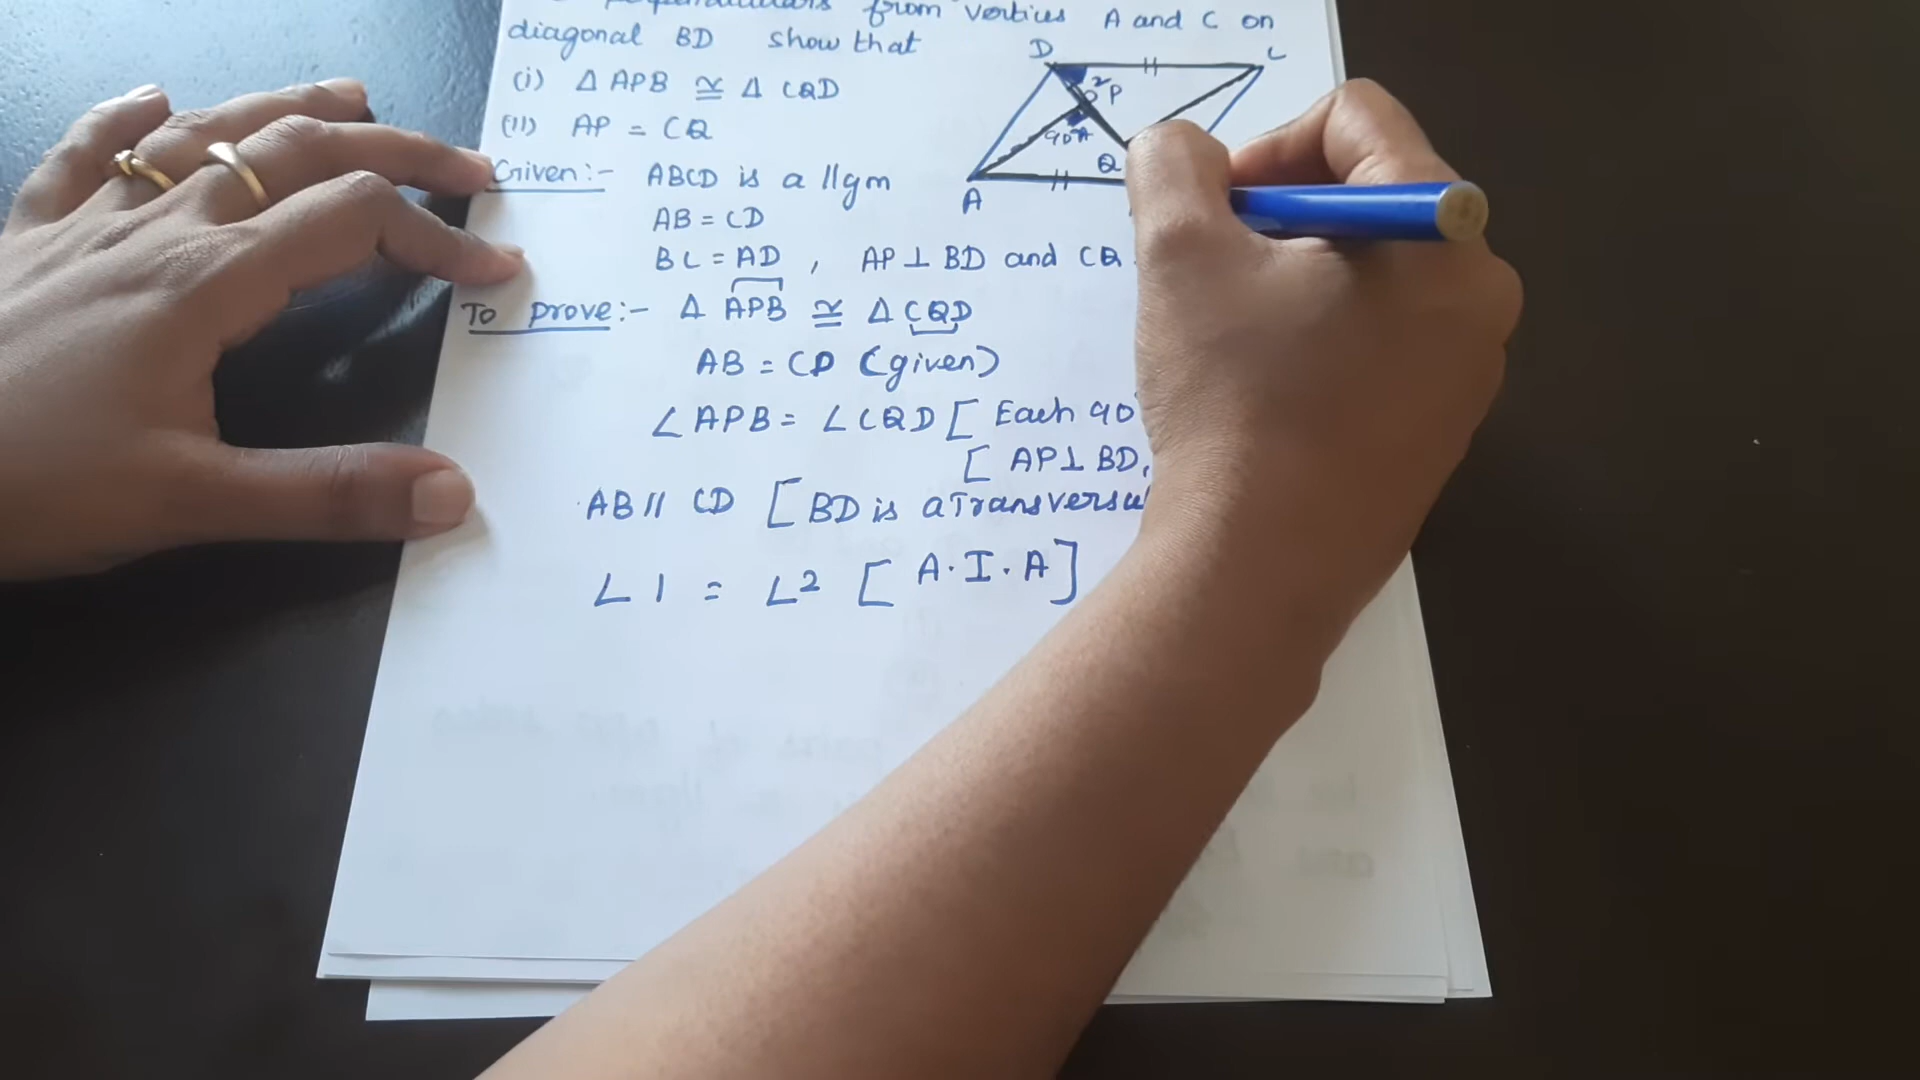 from vertices A and C on
diagonal BD show that
(i) Δ APB ≅ Δ CQD
(II) AP = CQ
D
C
2
P
90°
Q
A
Given:- ABCD is a llgm
AB = CD
BC = AD , AP ⊥ BD and CQ
To prove:- Δ APB ≅ Δ CQD
AB = CD (given)
∠APB = ∠CQD [ Each 90°
[ AP ⊥ BD,
AB // CD [ BD is a
∠1 = ∠2 [ A.I.A ]